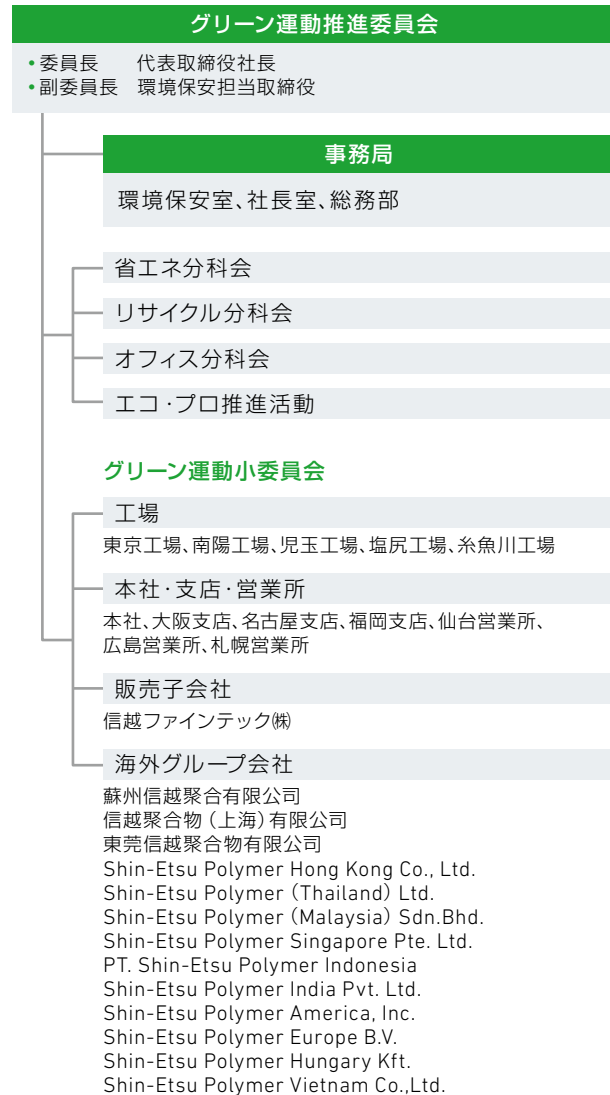 グリーン運動推進委員会
•委員長　代表取締役社長
•副委員長　環境保安担当取締役
事務局
環境保安室、社長室、総務部
省エネ分科会
リサイクル分科会
オフィス分科会
エコ・プロ推進活動
グリーン運動小委員会
工場
東京工場、南陽工場、児玉工場、塩尻工場、糸魚川工場
本社・支店・営業所
本社、大阪支店、名古屋支店、福岡支店、仙台営業所、
広島営業所、札幌営業所
販売子会社
信越ファインテック㈱
海外グループ会社
蘇州信越聚合有限公司
信越聚合物（上海）有限公司
東莞信越聚合物有限公司
Shin-Etsu Polymer Hong Kong Co., Ltd.
Shin-Etsu Polymer（Thailand）Ltd.
Shin-Etsu Polymer（Malaysia）Sdn.Bhd.
Shin-Etsu Polymer Singapore Pte. Ltd.
PT. Shin-Etsu Polymer Indonesia
Shin-Etsu Polymer India Pvt. Ltd.
Shin-Etsu Polymer America, Inc.
Shin-Etsu Polymer Europe B.V.
Shin-Etsu Polymer Hungary Kft.
Shin-Etsu Polymer Vietnam Co.,Ltd.